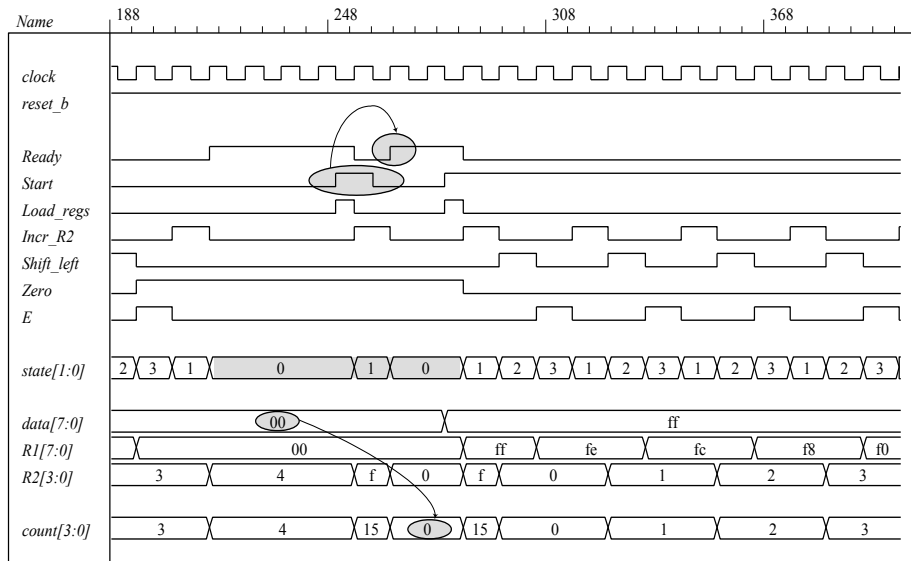 Name 188 248 308 368
clock
reset_b
Ready
Start
Load_regs
Incr_R2
Shift_left
Zero
E
state[1:0] 2 3 1 0 1 0 1 2 3 1 2 3 1 2 3 1 2 3
data[7:0] 00 ff
R1[7:0] 00 ff fe fc f8 f0
R2[3:0] 3 4 f 0 f 0 1 2 3
count[3:0] 3 4 15 0 15 0 1 2 3